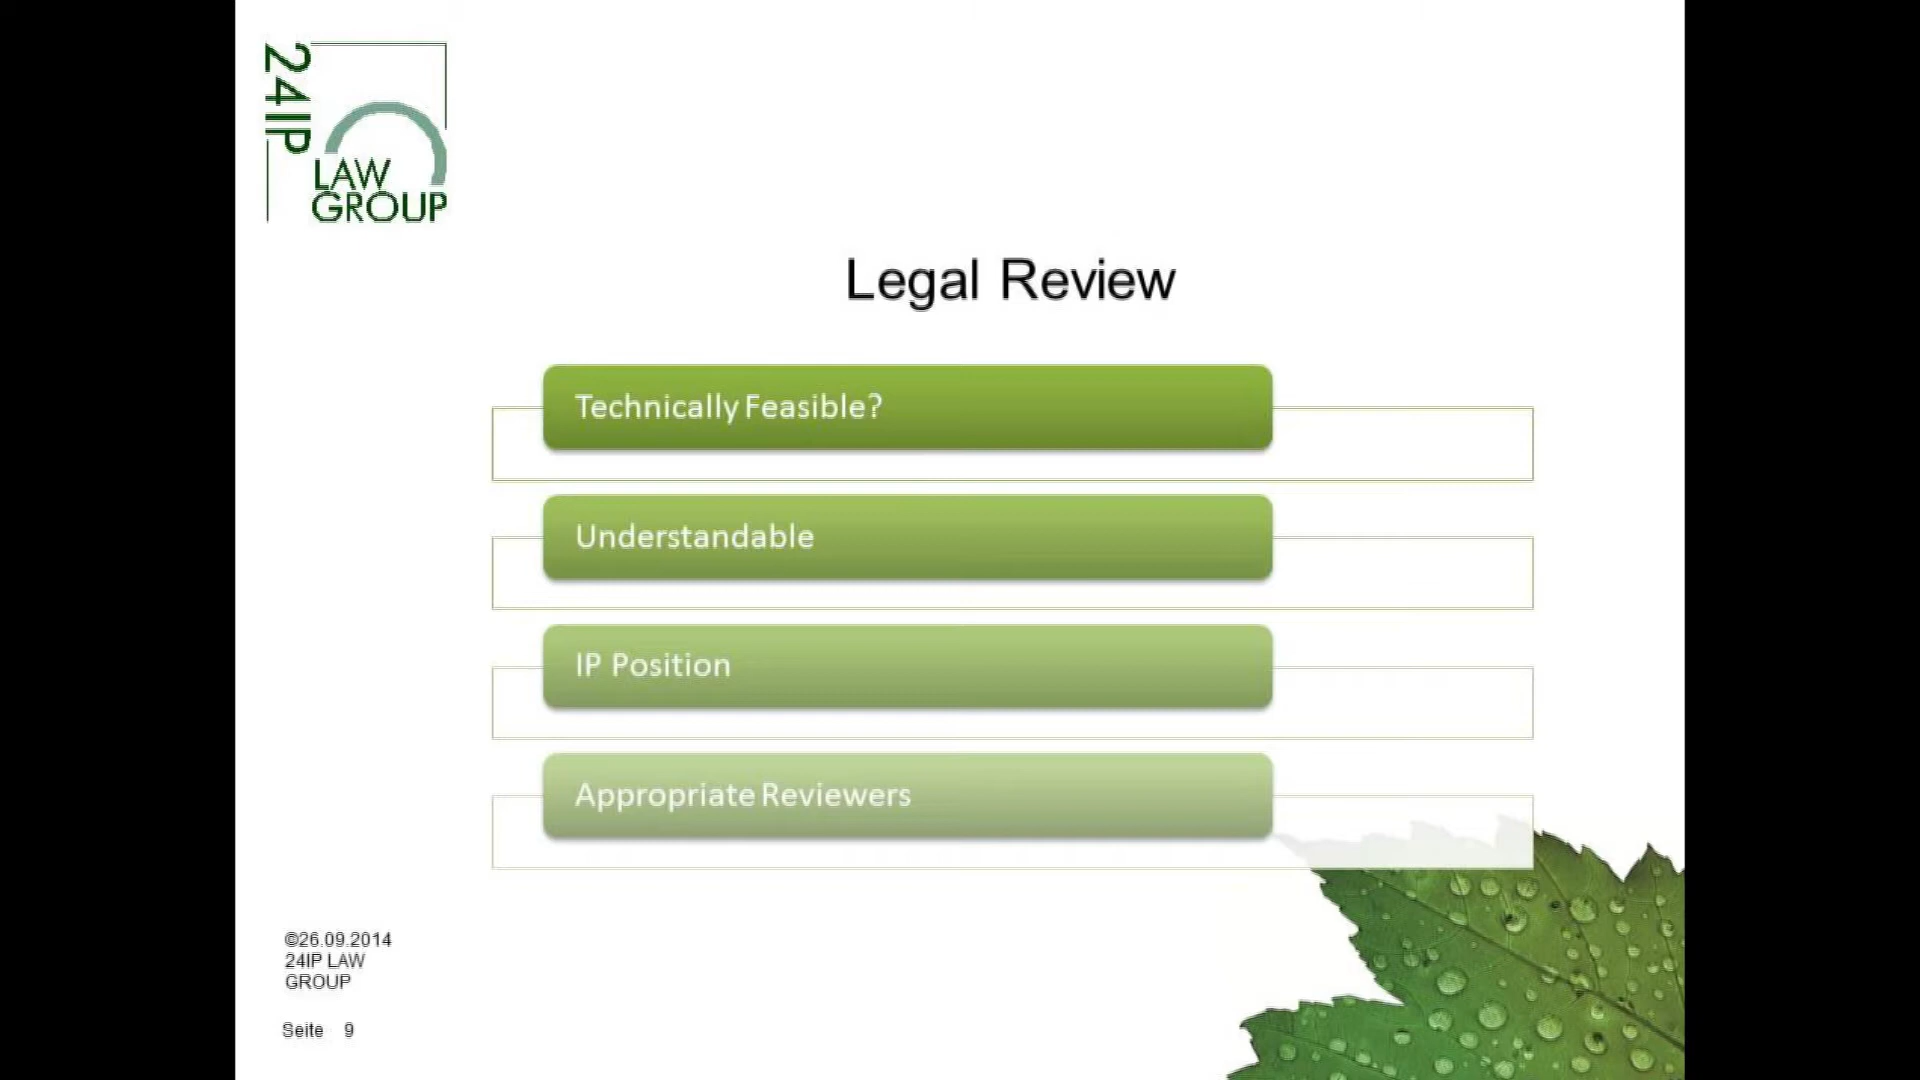 24IP
LAW
GROUP
Legal Review
Technically Feasible?
Understandable
IP Position
Appropriate Reviewers
©26.09.2014
24IP LAW
GROUP
Seite 9